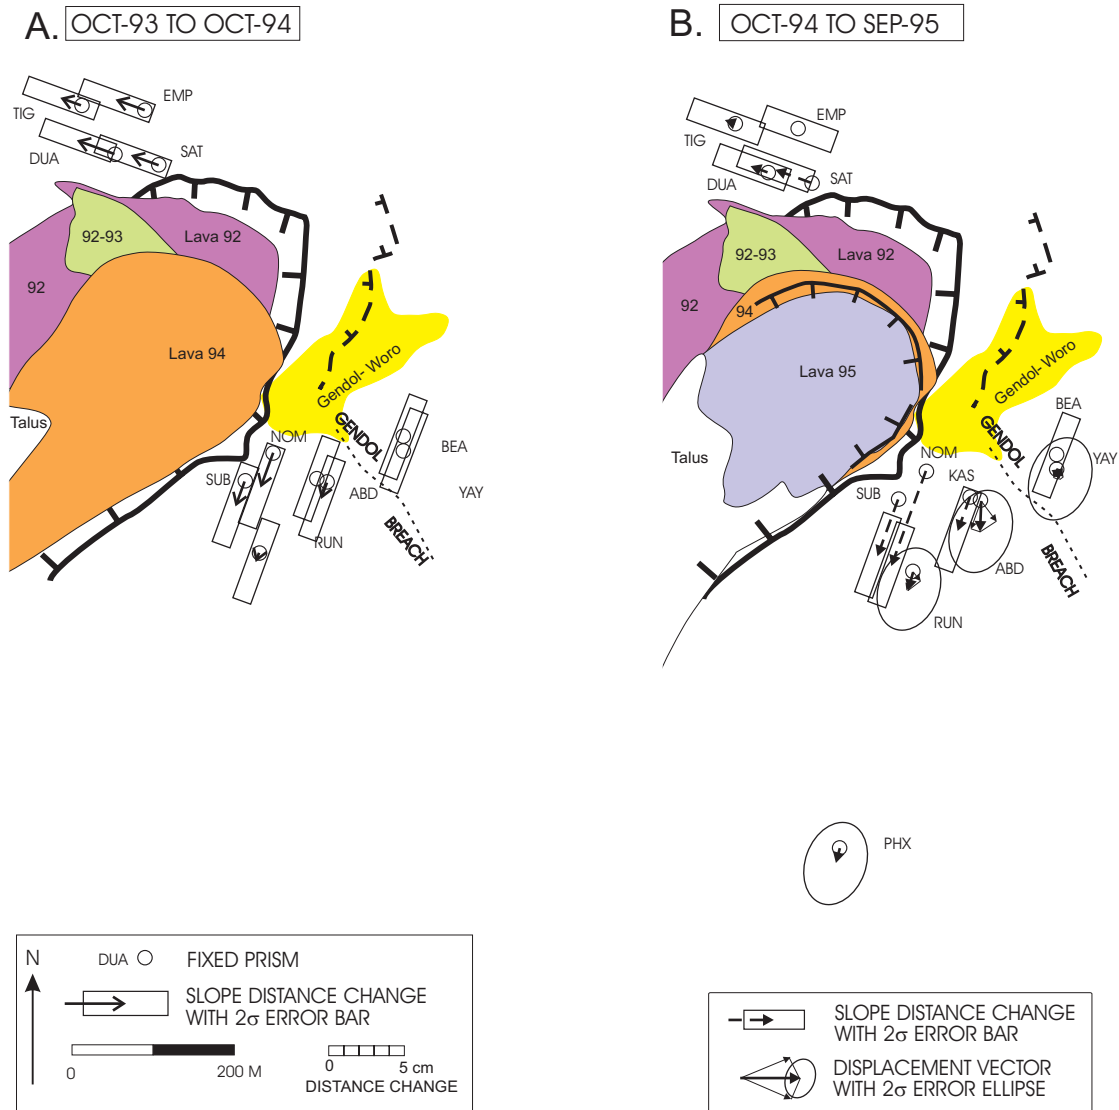 A. OCT-93 TO OCT-94
EMP
TIG
DUA
SAT
92-93
Lava 92
92
Lava 94
Gendol- Woro
Talus
GENDOL
NOM
BEA
SUB
ABD
YAY
RUN
BREACH
N
DUA
FIXED PRISM
SLOPE DISTANCE CHANGE
WITH 2σ ERROR BAR
0
200 M
0
5 cm
DISTANCE CHANGE
B. OCT-94 TO SEP-95
EMP
TIG
DUA
SAT
92-93
Lava 92
92
94
Lava 95
Gendol- Woro
BEA
GENDOL
NOM
YAY
Talus
KAS
SUB
ABD
BREACH
RUN
PHX
SLOPE DISTANCE CHANGE
WITH 2σ ERROR BAR
DISPLACEMENT VECTOR
WITH 2σ ERROR ELLIPSE